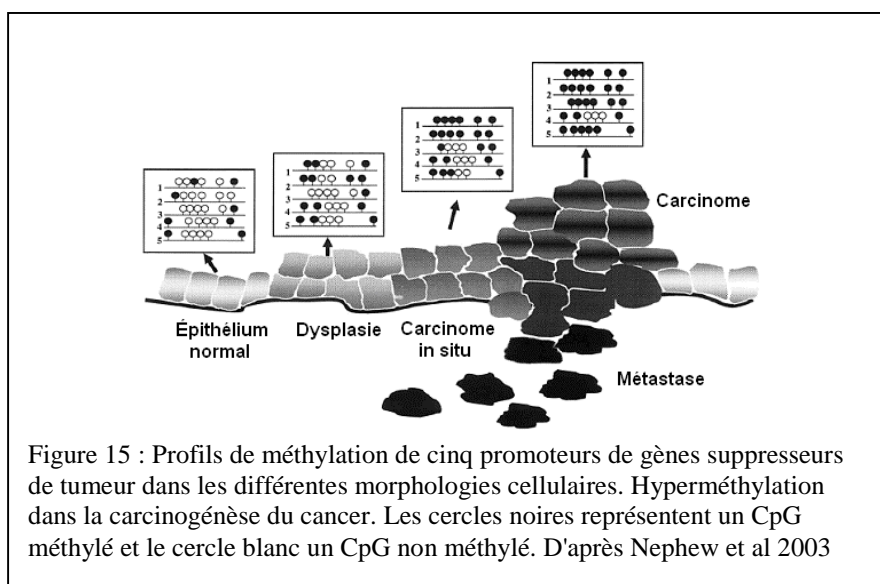 1
2
3
4
5
1
2
3
4
5
1
2
3
4
5
1
2
3
4
5
Carcinome
Épithélium
normal
Dysplasie
Carcinome
in situ
Métastase
Figure 15 : Profils de méthylation de cinq promoteurs de gènes suppresseurs
de tumeur dans les différentes morphologies cellulaires. Hyperméthylation
dans la carcinogénèse du cancer. Les cercles noires représentent un CpG
méthylé et le cercle blanc un CpG non méthylé. D'après Nephew et al 2003